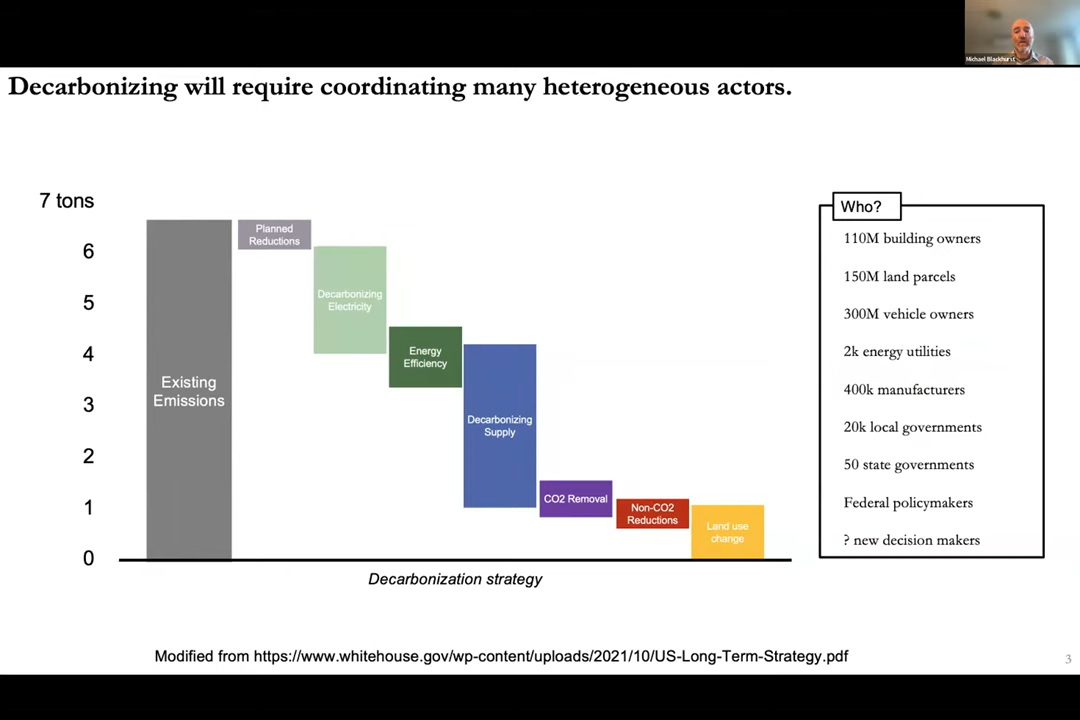 Michael Blackhurst
Decarbonizing will require coordinating many heterogeneous actors.
7 tons
6
5
4
3
2
1
0
Existing
Emissions
Planned
Reductions
Decarbonizing
Electricity
Energy
Efficiency
Decarbonizing
Supply
CO2 Removal
Non-CO2
Reductions
Land use
change
Decarbonization strategy
Who?
110M building owners
150M land parcels
300M vehicle owners
2k energy utilities
400k manufacturers
20k local governments
50 state governments
Federal policymakers
? new decision makers
Modified from https://www.whitehouse.gov/wp-content/uploads/2021/10/US-Long-Term-Strategy.pdf
3